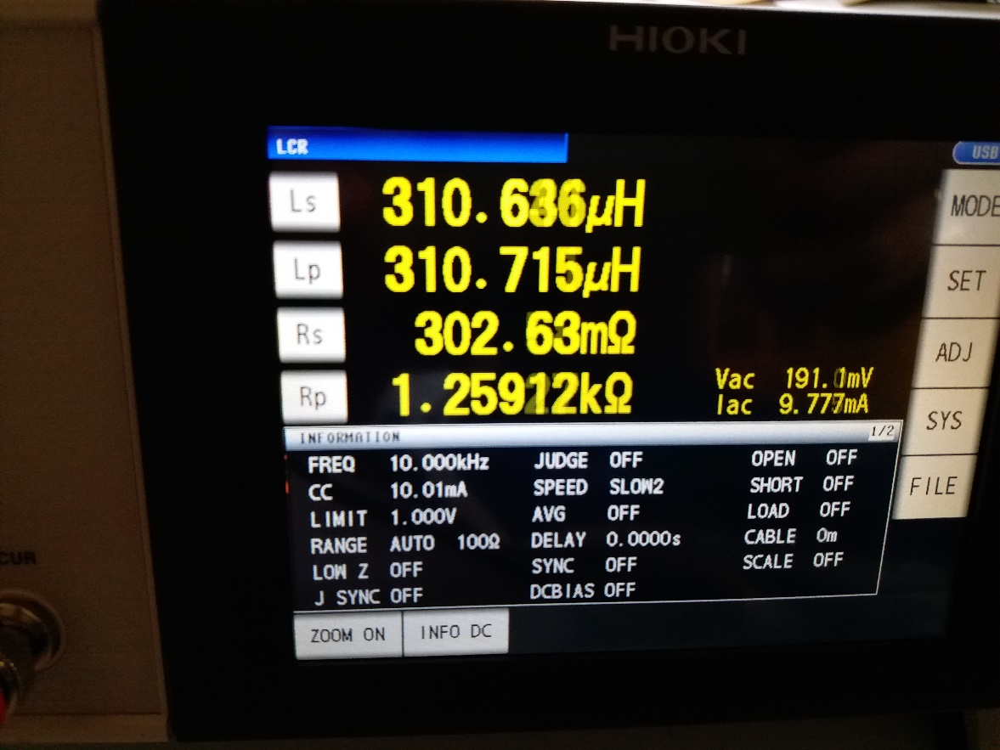 HIOKI
LCR
USB
Ls 310.636μH
MODE
Lp 310.715μH
SET
Rs 302.63mΩ
ADJ
Rp 1.25912kΩ
Vac 191.0mV
Iac 9.777mA
SYS
INFORMATION 1/2
FREQ 10.000kHz JUDGE OFF OPEN OFF
CC 10.01mA SPEED SLOW2 SHORT OFF
FILE
LIMIT 1.000V AVG OFF LOAD OFF
RANGE AUTO 100Ω DELAY 0.0000s CABLE 0m
LOW Z OFF SYNC OFF SCALE OFF
J SYNC OFF DCBIAS OFF
CUR
ZOOM ON INFO DC